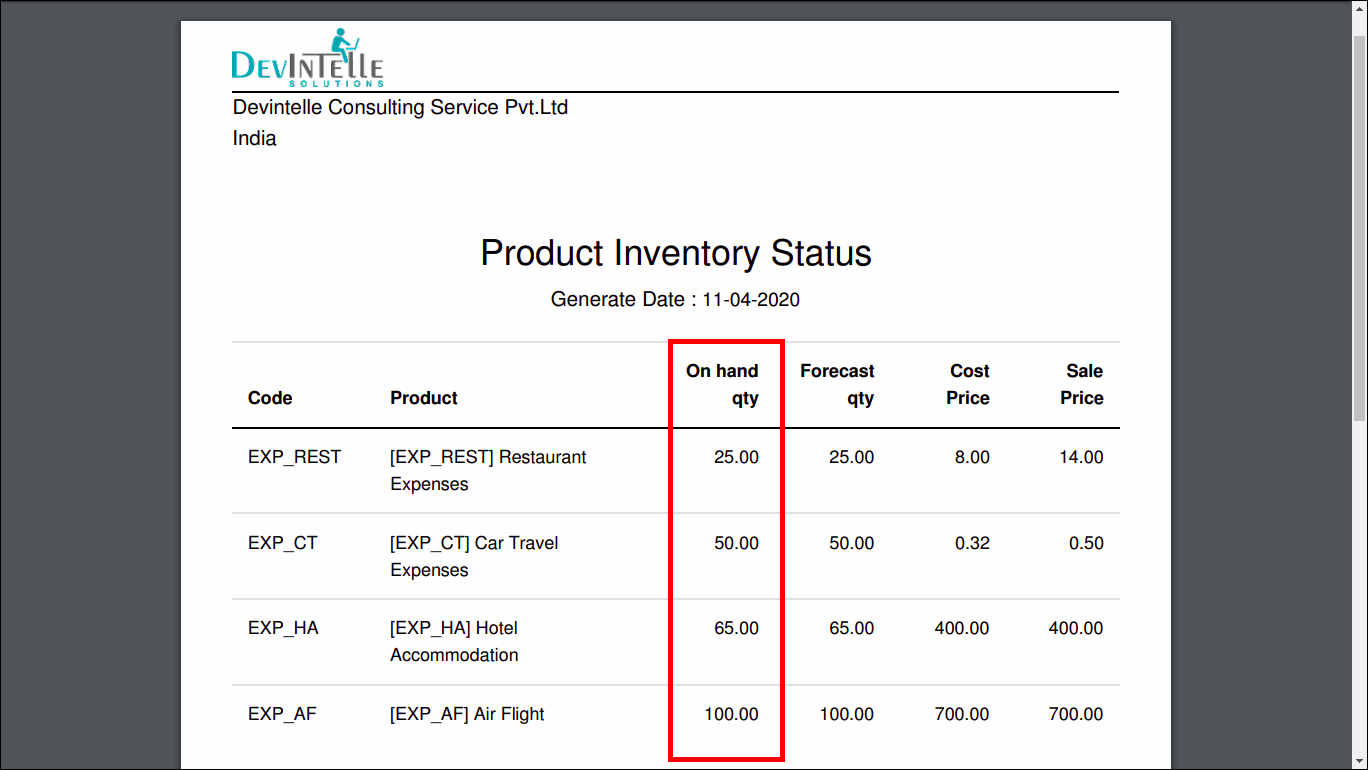 DEVINTELLE
SOLUTIONS
Devintelle Consulting Service Pvt.Ltd
India
Product Inventory Status
Generate Date : 11-04-2020
Code Product On hand qty Forecast qty Cost Price Sale Price
EXP_REST [EXP_REST] Restaurant 25.00 25.00 8.00 14.00
Expenses
EXP_CT [EXP_CT] Car Travel 50.00 50.00 0.32 0.50
Expenses
EXP_HA [EXP_HA] Hotel 65.00 65.00 400.00 400.00
Accommodation
EXP_AF [EXP_AF] Air Flight 100.00 100.00 700.00 700.00